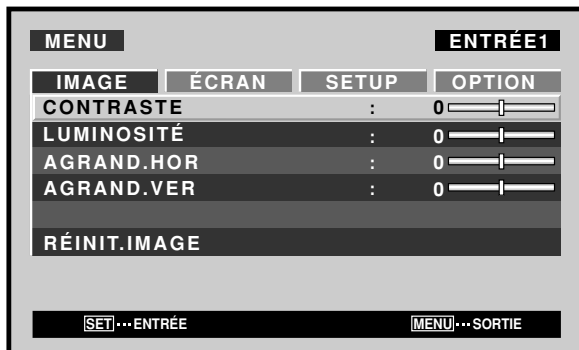 MENU ENTRÉE1
IMAGE ÉCRAN SETUP OPTION
CONTRASTE : 0
LUMINOSITÉ : 0
AGRAND.HOR : 0
AGRAND.VER : 0
RÉINIT.IMAGE
SET ··· ENTRÉE MENU ··· SORTIE